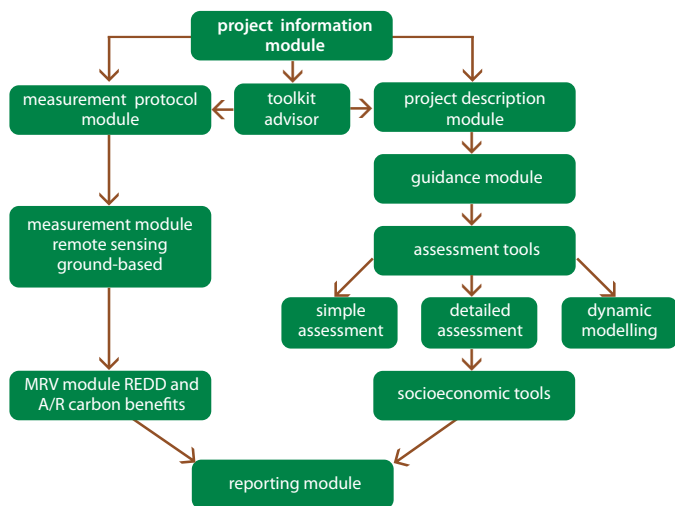 project information
module
measurement protocol
module
toolkit
advisor
project description
module
guidance module
measurement module
remote sensing
ground-based
assessment tools
simple
assessment
detailed
assessment
dynamic
modelling
MRV module REDD and
A/R carbon benefits
socioeconomic tools
reporting module